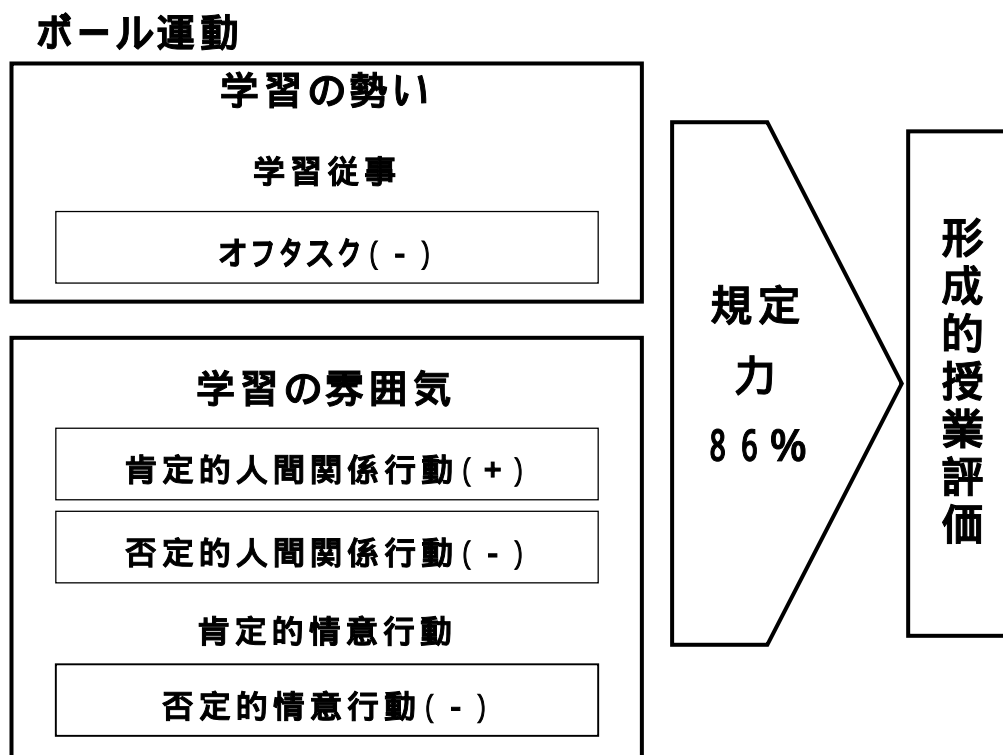 ボール運動
学習の勢い
学習従事
オフタスク(-)
学習の雰囲気
肯定的人間関係行動(+)
否定的人間関係行動(-)
肯定的情意行動
否定的情意行動(-)
規定
力
86%
形成的授業評価